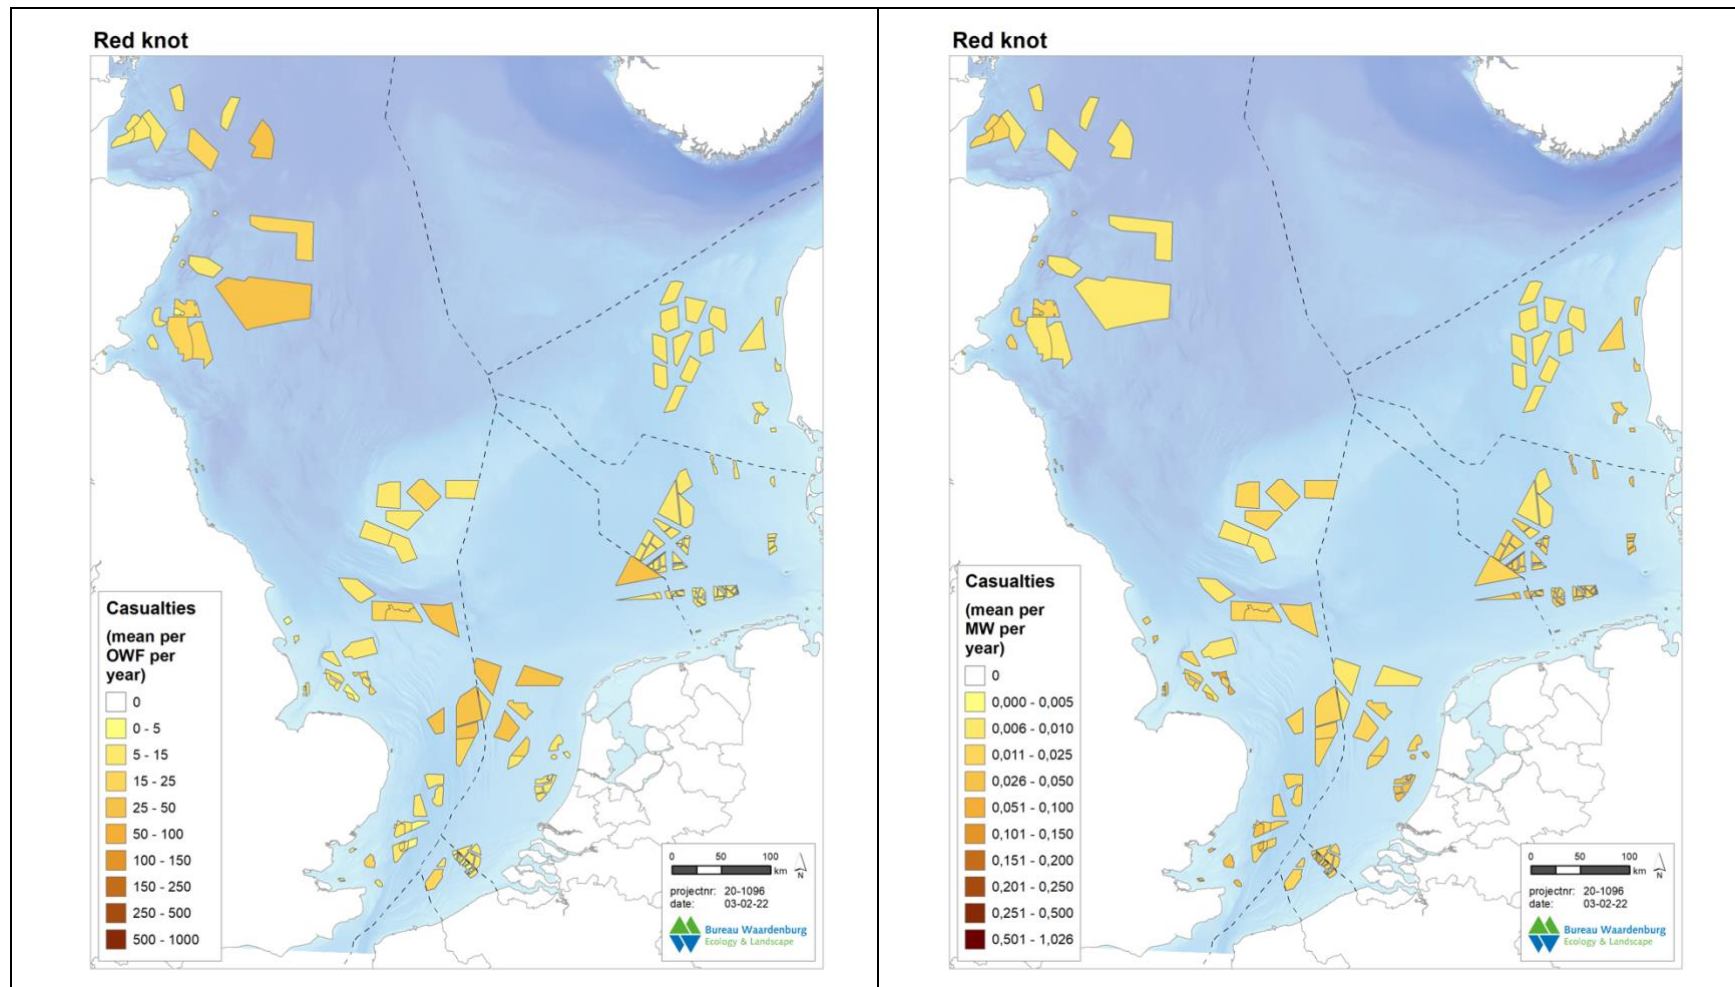 Red knot
Casualties
(mean per
OWF per
year)
0
0 - 5
5 - 15
15 - 25
25 - 50
50 - 100
100 - 150
150 - 250
250 - 500
500 - 1000
0 50 100
km
N
projectnr: 20-1096
date: 03-02-22
Bureau Waardenburg
Ecology & Landscape
Red knot
Casualties
(mean per
MW per
year)
0
0,000 - 0,005
0,006 - 0,010
0,011 - 0,025
0,026 - 0,050
0,051 - 0,100
0,101 - 0,150
0,151 - 0,200
0,201 - 0,250
0,251 - 0,500
0,501 - 1,026
0 50 100
km
N
projectnr: 20-1096
date: 03-02-22
Bureau Waardenburg
Ecology & Landscape